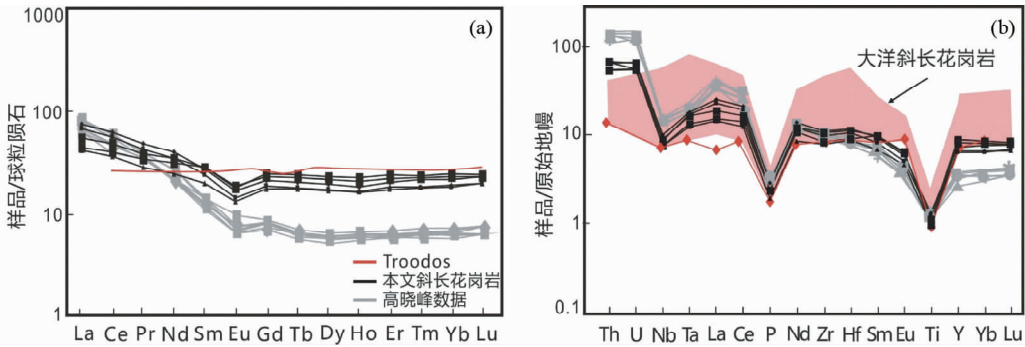 (a)
样品/球粒陨石
1000
100
10
1
Troodos
本文斜长花岗岩
高晓峰数据
La Ce Pr Nd Sm Eu Gd Tb Dy Ho Er Tm Yb Lu
(b)
样品/原始地幔
100
10
1
0.1
大洋斜长花岗岩
Th U Nb Ta La Ce P Nd Zr Hf Sm Eu Ti Y Yb Lu